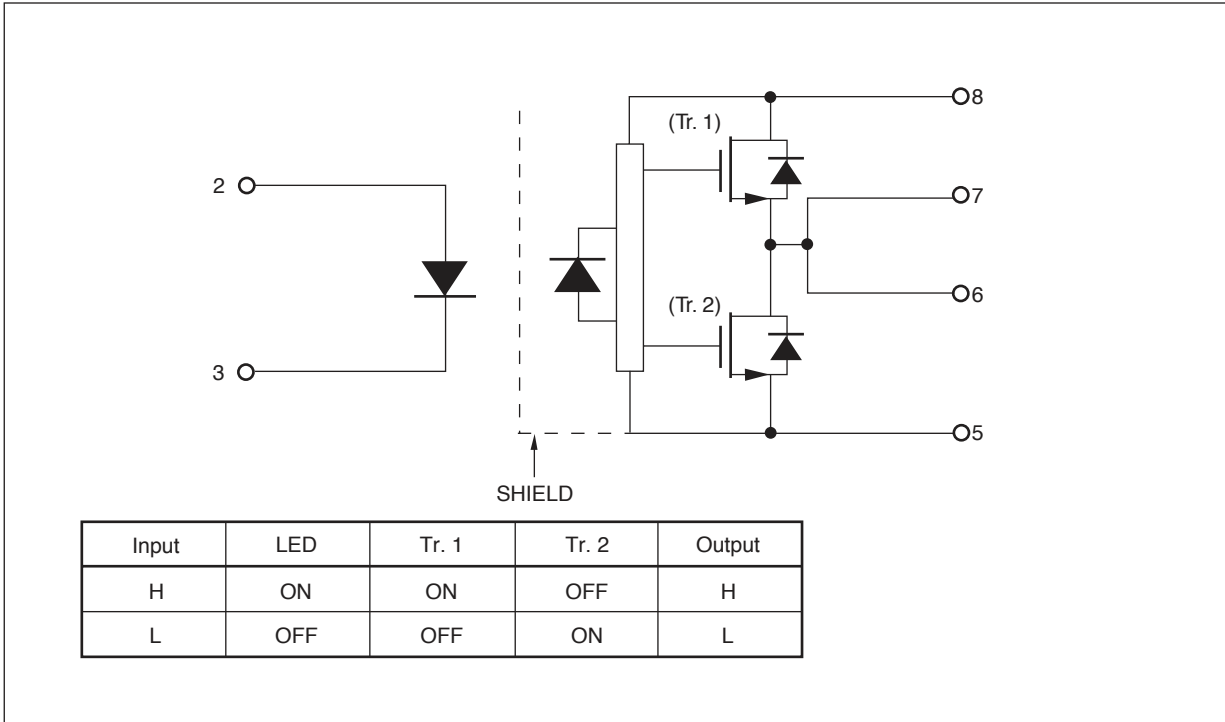 8
(Tr. 1)
2
7
6
(Tr. 2)
3
5
SHIELD
Input LED Tr. 1 Tr. 2 Output
H ON ON OFF H
L OFF OFF ON L